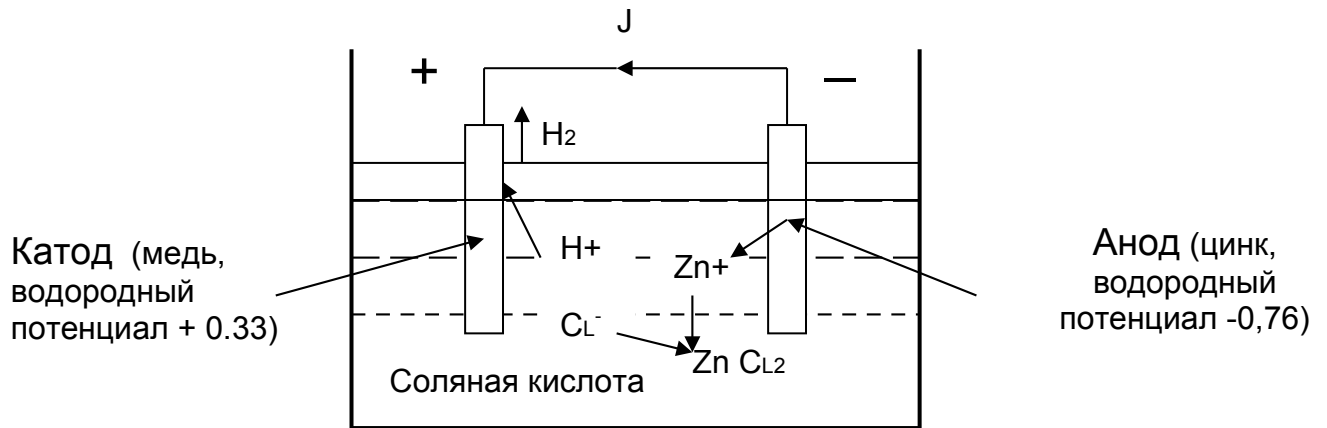 J
+ –
H2
H+
Zn+
CL-
Zn CL2
Соляная кислота
Катод (медь,
водородный
потенциал + 0.33)
Анод (цинк,
водородный
потенциал -0,76)